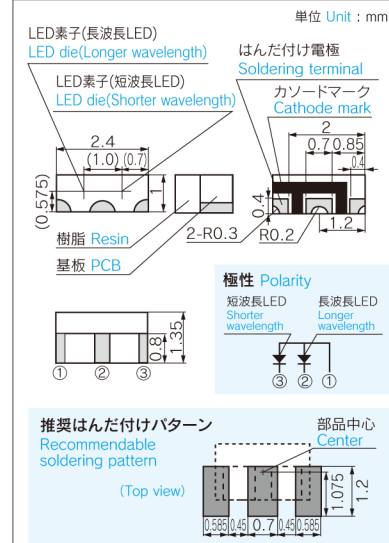 単位 Unit : mm
LED素子(長波長LED)
LED die(Longer wavelength)
LED素子(短波長LED)
LED die(Shorter wavelength)
はんだ付け電極
Soldering terminal
カソードマーク
Cathode mark
2.4
(1.0) (0.7)
(0.575)
1
2
0.7 0.85
0.4
0.4
2-R0.3
R0.2
1.2
樹脂 Resin
基板 PCB
0.8
1.35
① ② ③
極性 Polarity
短波長LED 長波長LED
Shorter Longer
wavelength wavelength
③ ② ①
推奨はんだ付けパターン
Recommendable
soldering pattern
(Top view)
部品中心
Center
1.075
1.2
0.585 0.45 0.7 0.45 0.585